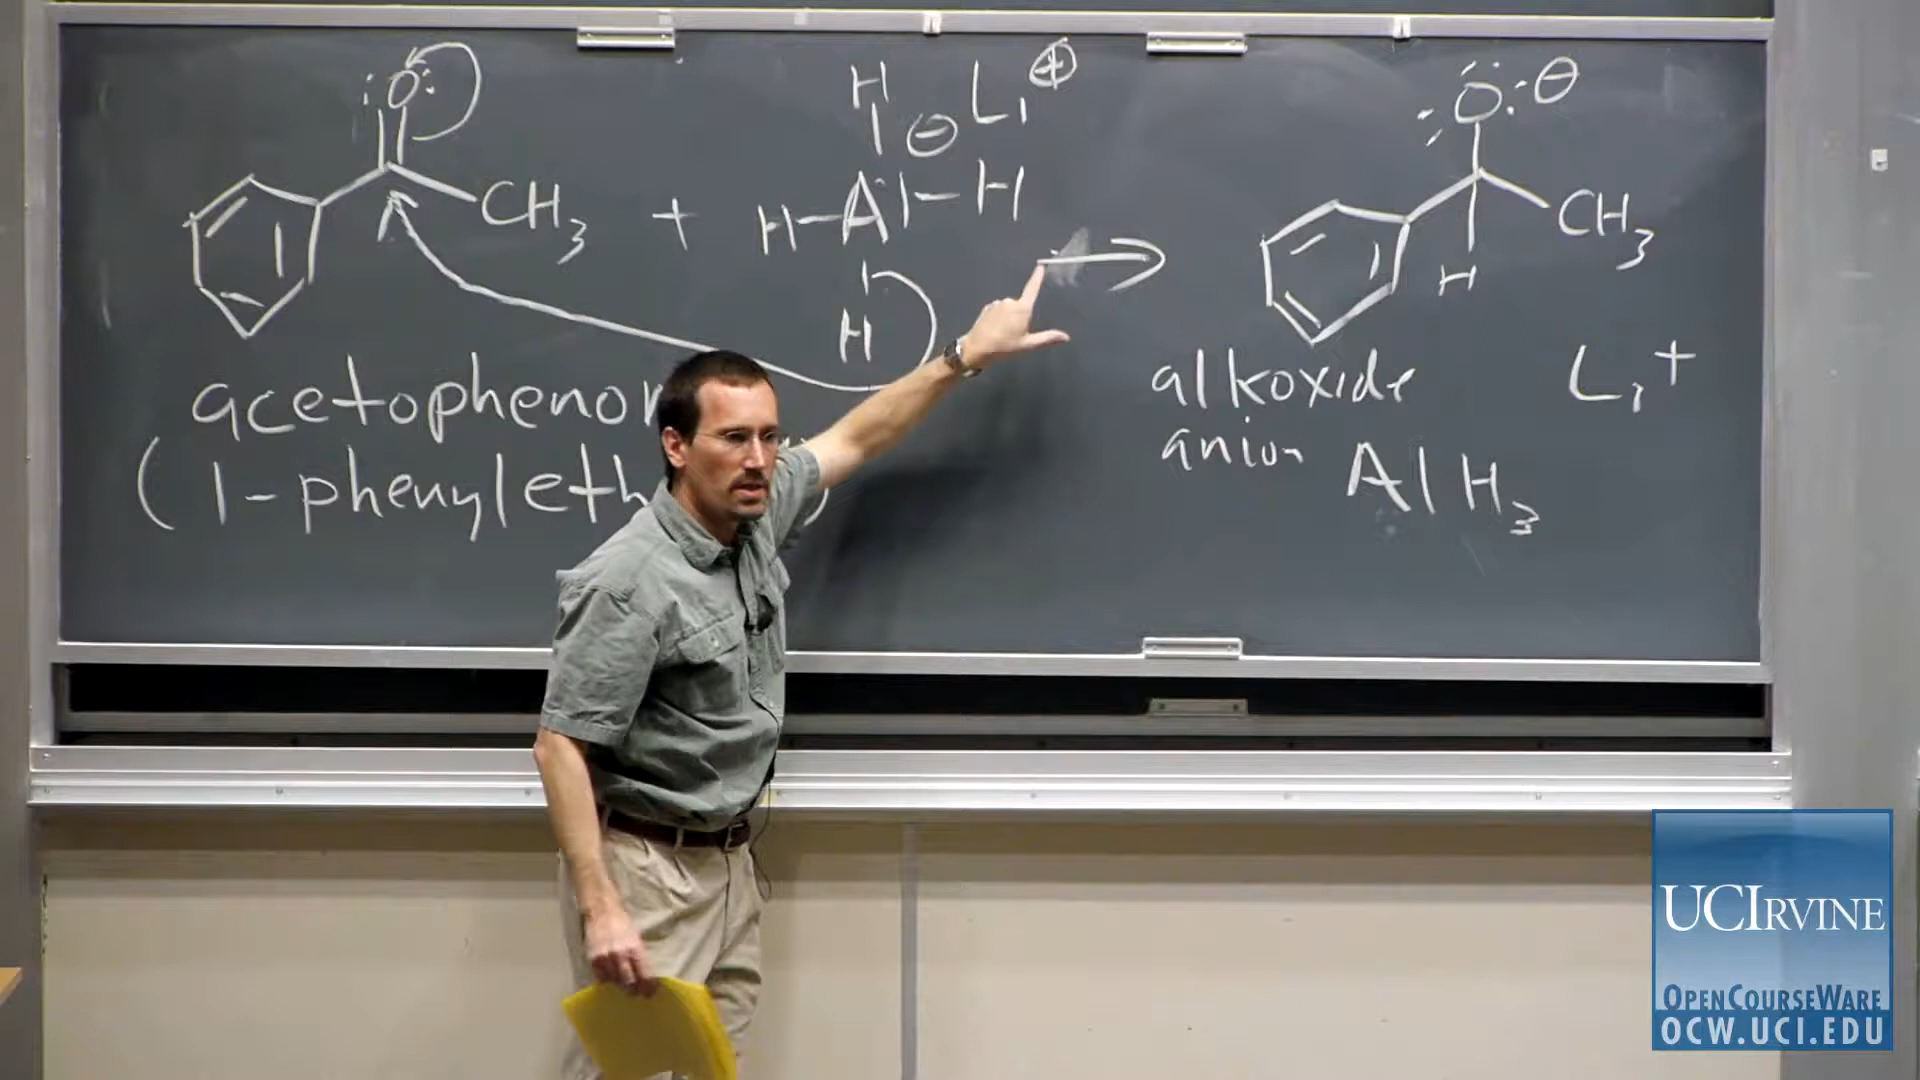 :O:
H
⊖ Li⊕
:O: ⊖
CH3 + H-Al-H
CH3
H
H
acetophenon
(1-phenyleth )
alkoxide
anion
Li+
AlH3
UCIRVINE
OPENCOURSEWARE
OCW.UCI.EDU